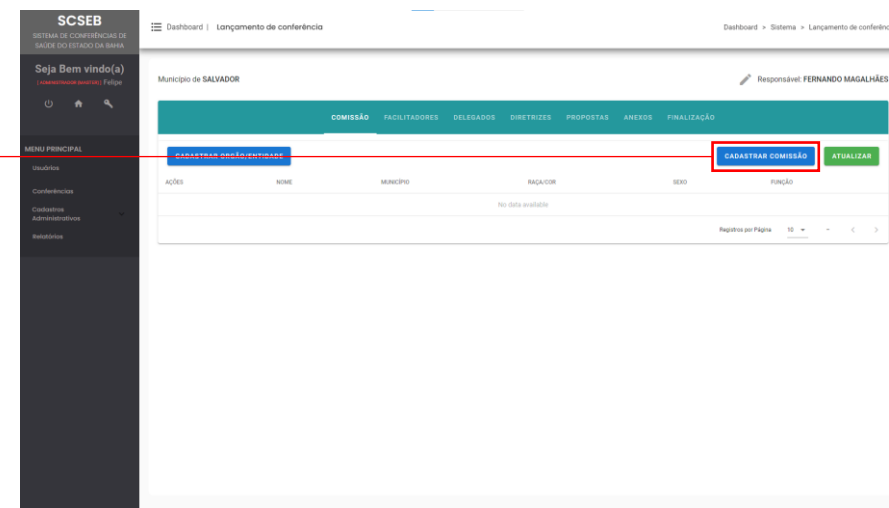 SCSEB
SISTEMA DE CONFERÊNCIAS DE
SAÚDE DO ESTADO DA BAHIA
Dashboard | Lançamento de conferência
Dashboard > Sistema > Lançamento de conferênc
Seja Bem vindo(a)
[ ADMINISTRADOR (MASTER) ] Felipe
Município de SALVADOR
Responsável: FERNANDO MAGALHÃES
COMISSÃO FACILITADORES DELEGADOS DIRETRIZES PROPOSTAS ANEXOS FINALIZAÇÃO
MENU PRINCIPAL
Usuários
Conferências
Cadastros
Administrativos
Relatórios
CADASTRAR ORGÃO/ENTIDADE
CADASTRAR COMISSÃO
ATUALIZAR
AÇÕES NOME MUNICÍPIO RAÇA/COR SEXO FUNÇÃO
No data available
Registros por Página 10 -